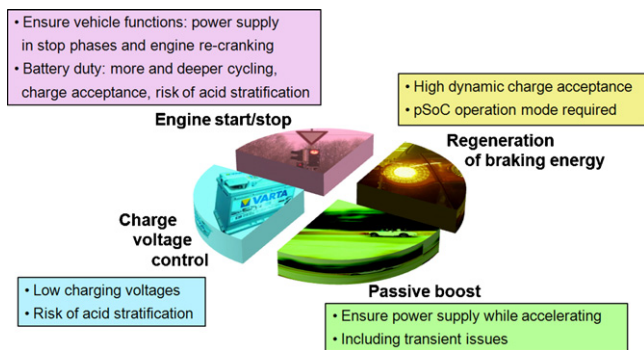 • Ensure vehicle functions: power supply
in stop phases and engine re-cranking
• Battery duty: more and deeper cycling,
charge acceptance, risk of acid stratification
Engine start/stop
• High dynamic charge acceptance
• pSoC operation mode required
Regeneration
of braking energy
VARTA
Charge
voltage
control
• Low charging voltages
• Risk of acid stratification
Passive boost
• Ensure power supply while accelerating
• Including transient issues